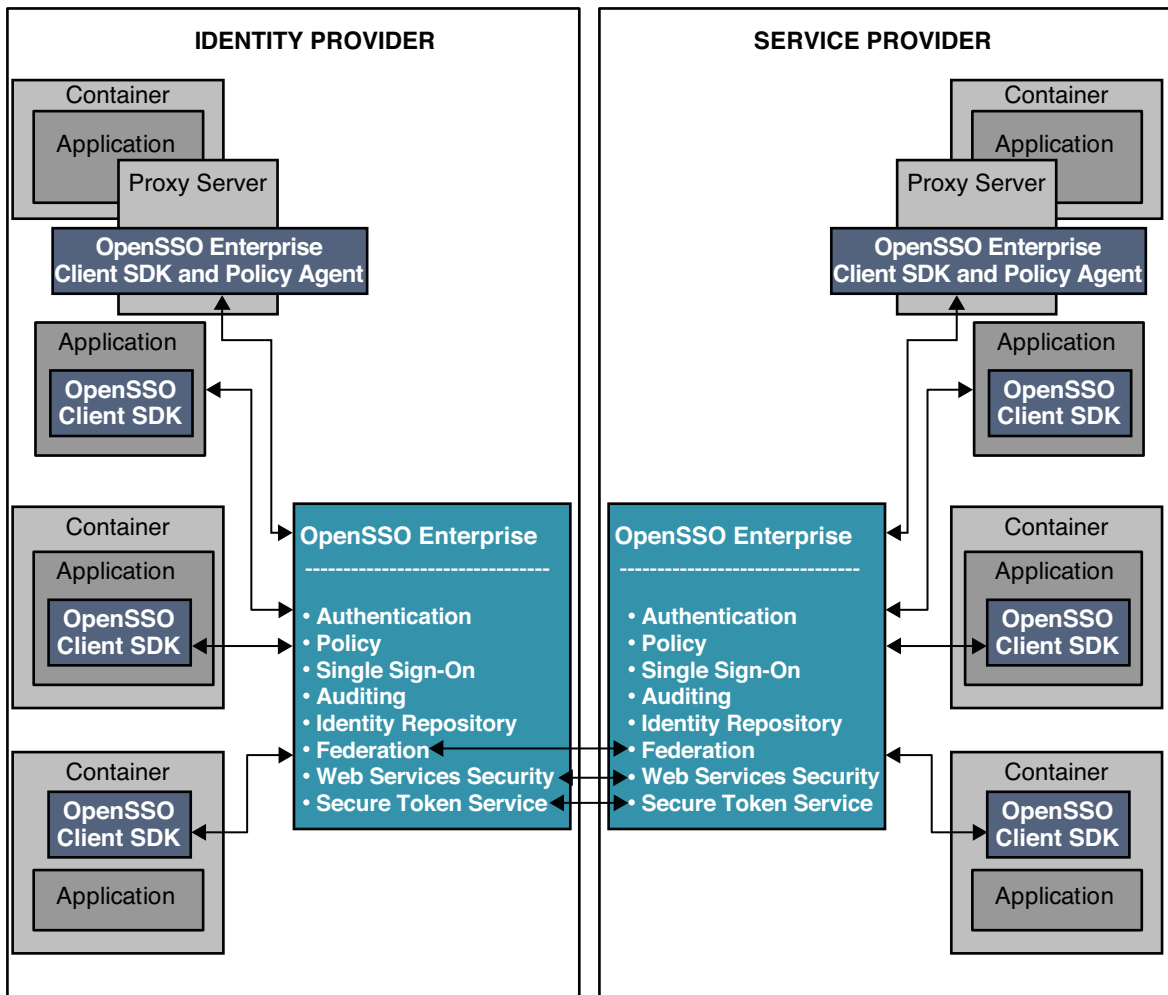 IDENTITY PROVIDER
Container
Application
Proxy Server
OpenSSO Enterprise
Client SDK and Policy Agent
Application
OpenSSO
Client SDK
Container
Application
OpenSSO
Client SDK
Container
OpenSSO
Client SDK
Application
OpenSSO Enterprise
--------------------------------
• Authentication
• Policy
• Single Sign-On
• Auditing
• Identity Repository
• Federation
• Web Services Security
• Secure Token Service
SERVICE PROVIDER
Container
Application
Proxy Server
OpenSSO Enterprise
Client SDK and Policy Agent
Application
OpenSSO
Client SDK
OpenSSO Enterprise
--------------------------------
• Authentication
• Policy
• Single Sign-On
• Auditing
• Identity Repository
• Federation
• Web Services Security
• Secure Token Service
Container
Application
OpenSSO
Client SDK
Container
OpenSSO
Client SDK
Application